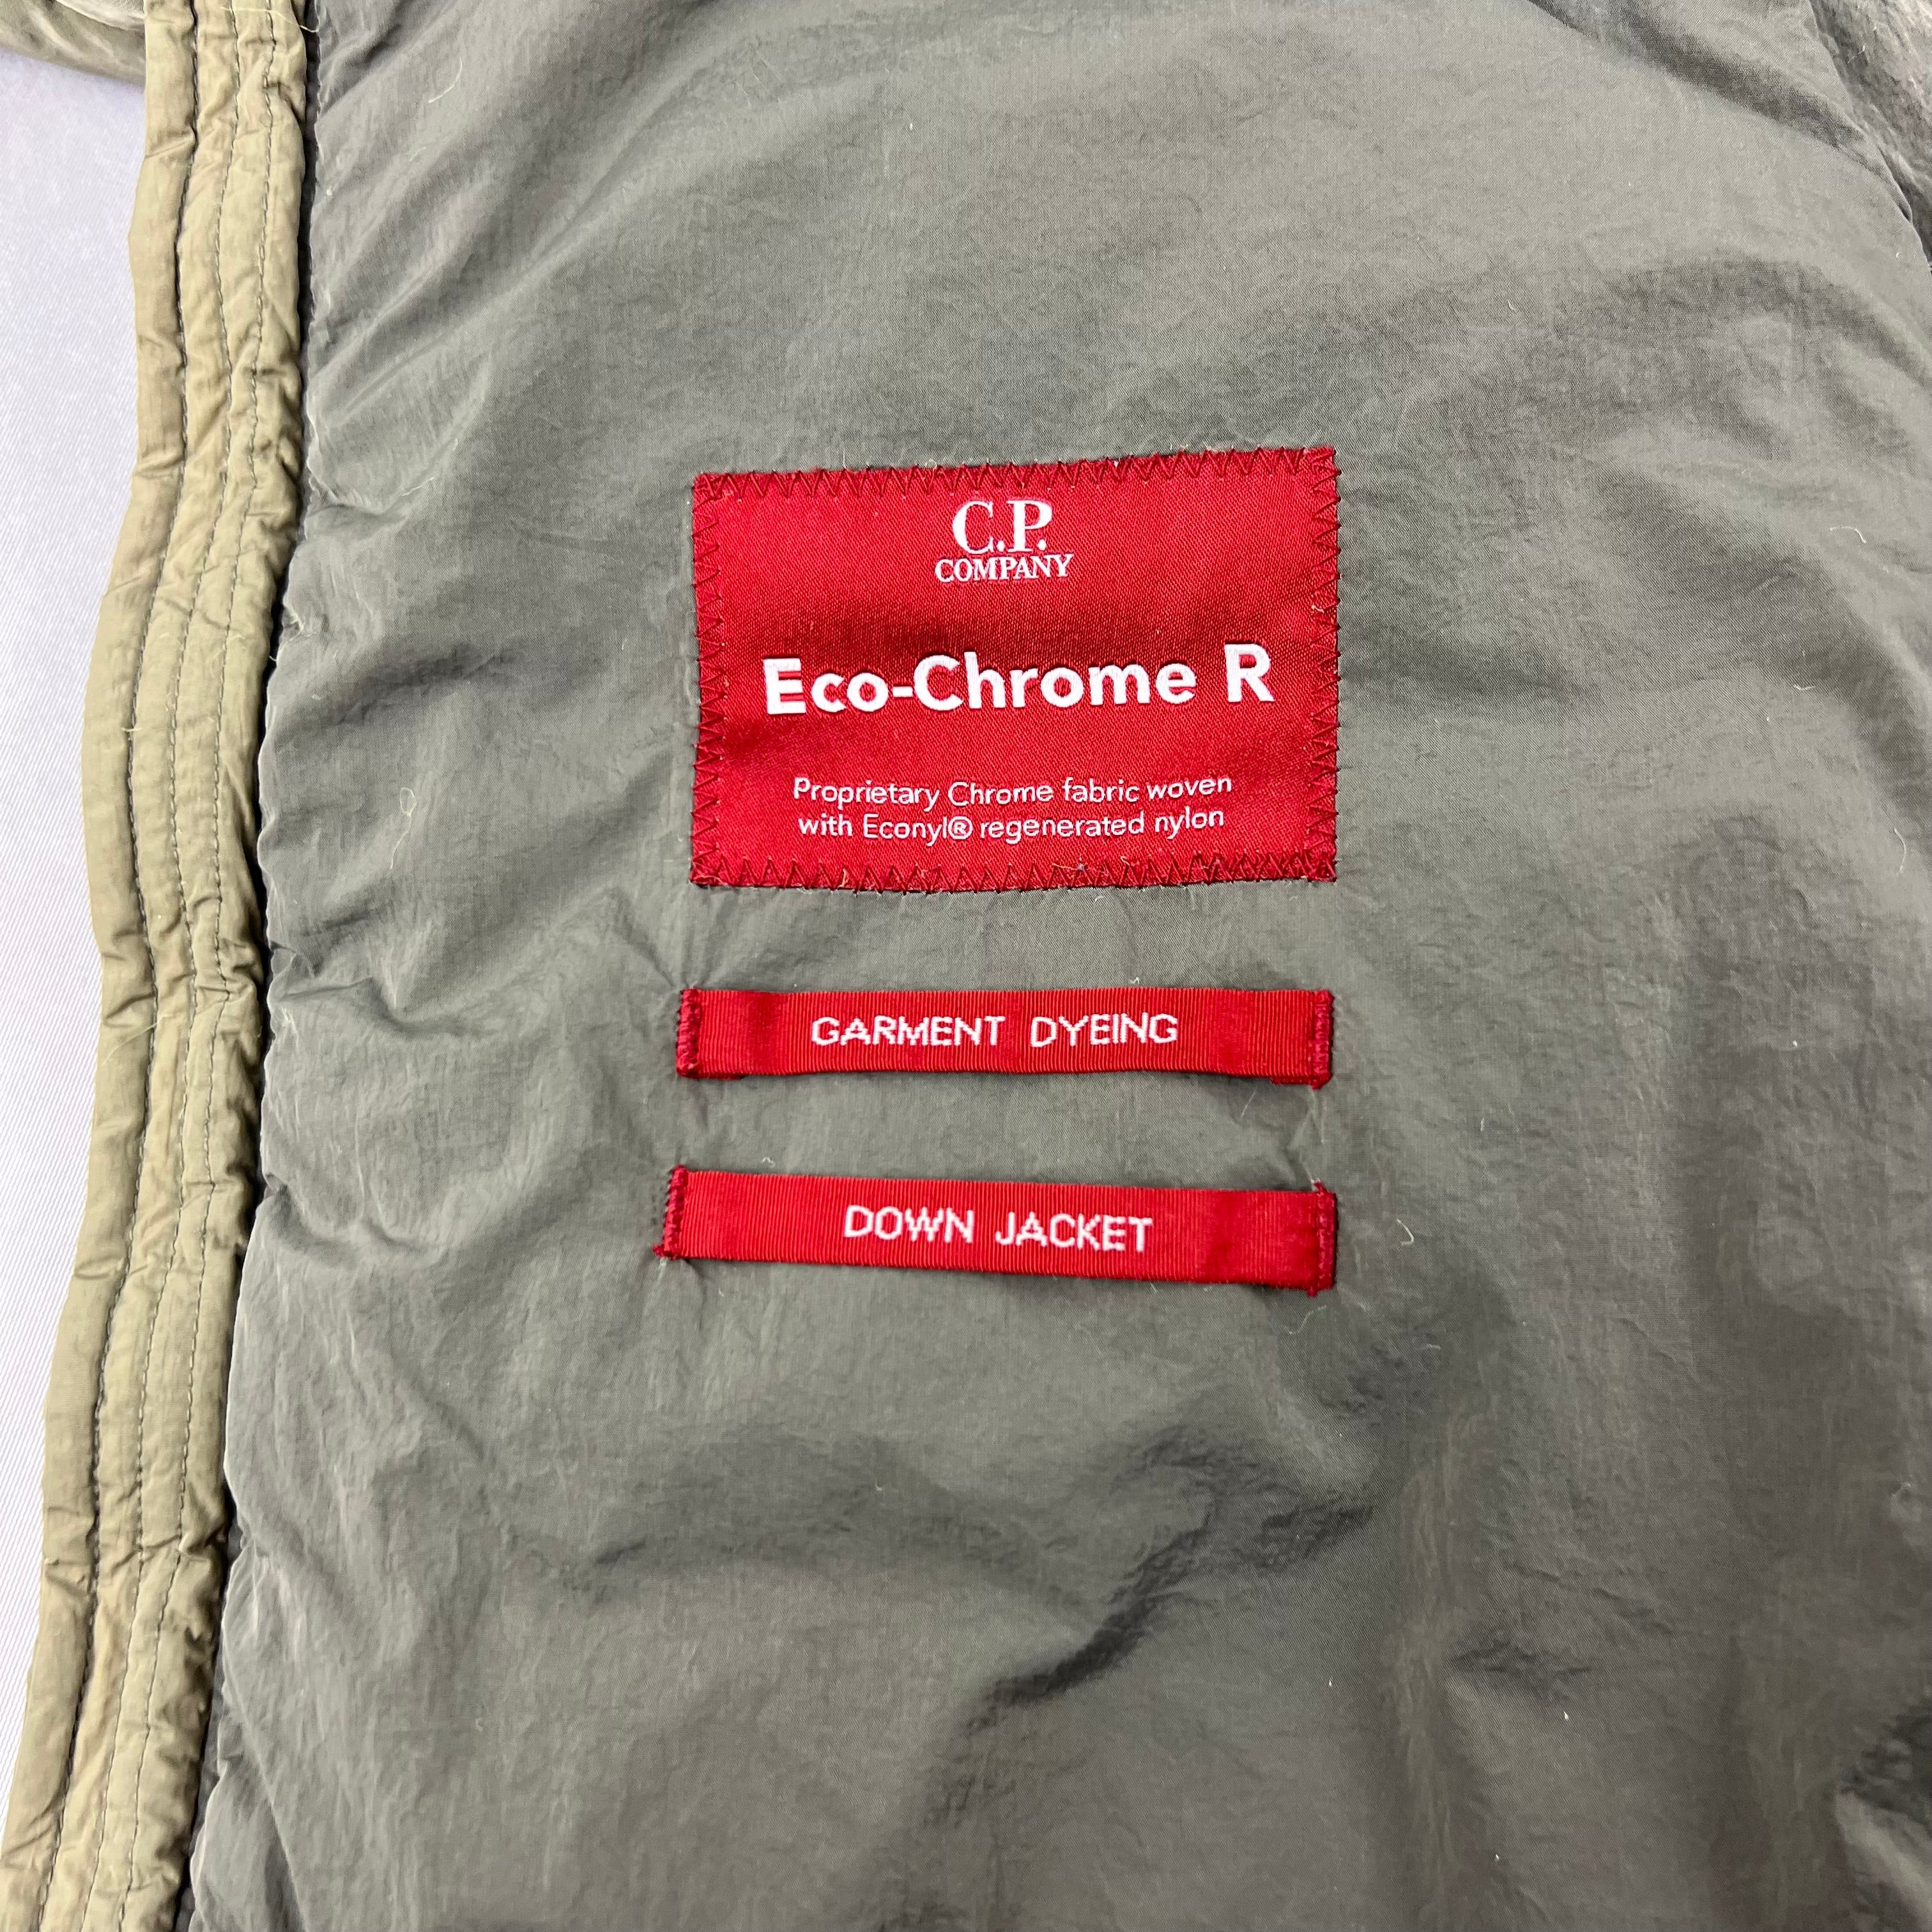 C.P.
COMPANY
Eco-Chrome R
Proprietary Chrome fabric woven
with Econyl® regenerated nylon
GARMENT DYEING
DOWN JACKET